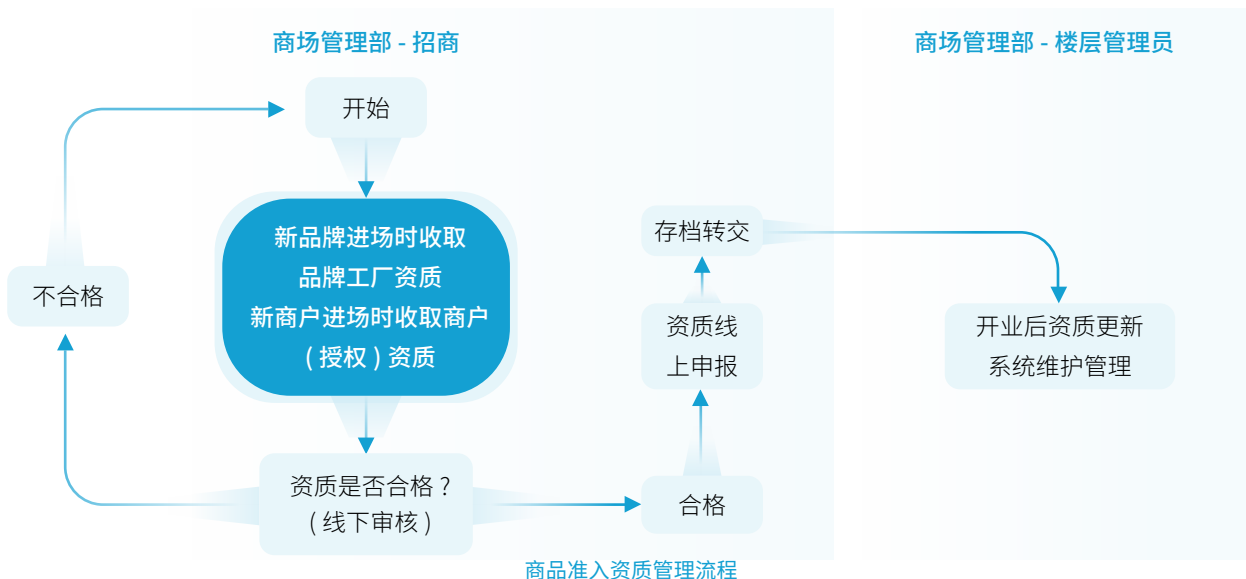 商场管理部 - 招商
商场管理部 - 楼层管理员
开始
新品牌进场时收取
品牌工厂资质
新商户进场时收取商户
(授权)资质
资质是否合格?
(线下审核)
不合格
合格
资质线
上申报
存档转交
开业后资质更新
系统维护管理
商品准入资质管理流程